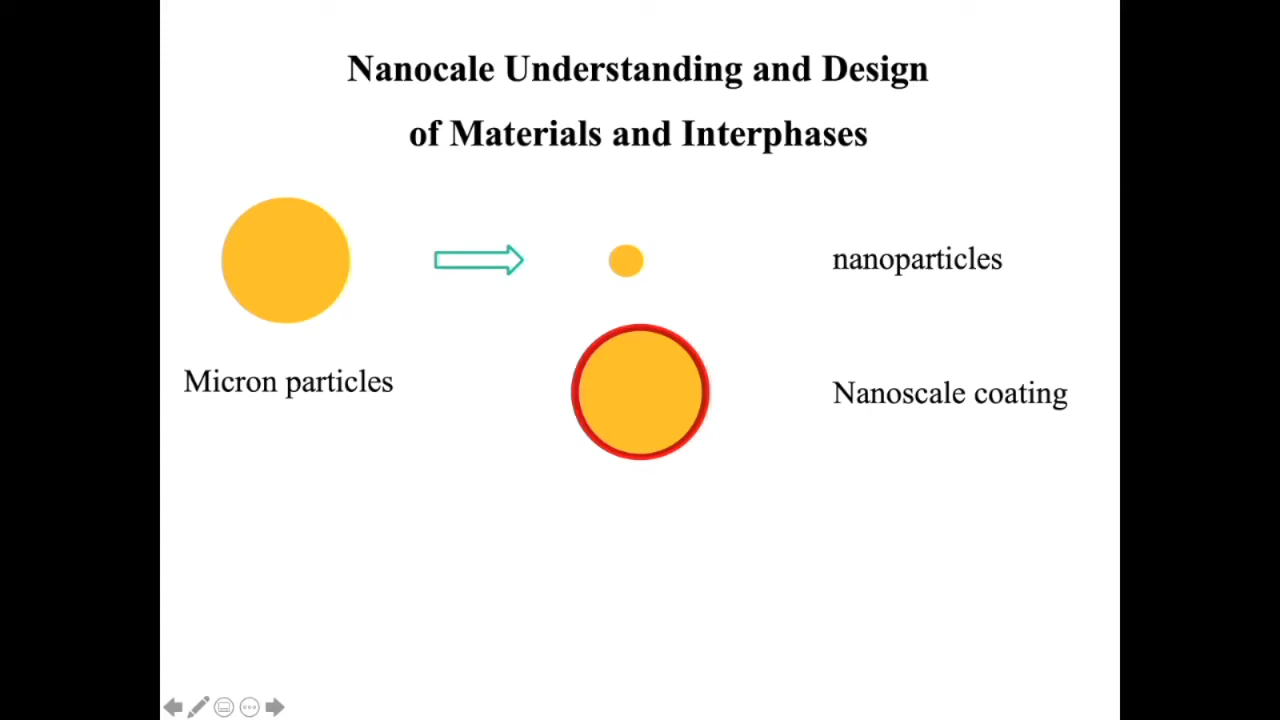 Nanocale Understanding and Design
of Materials and Interphases
nanoparticles
Micron particles
Nanoscale coating